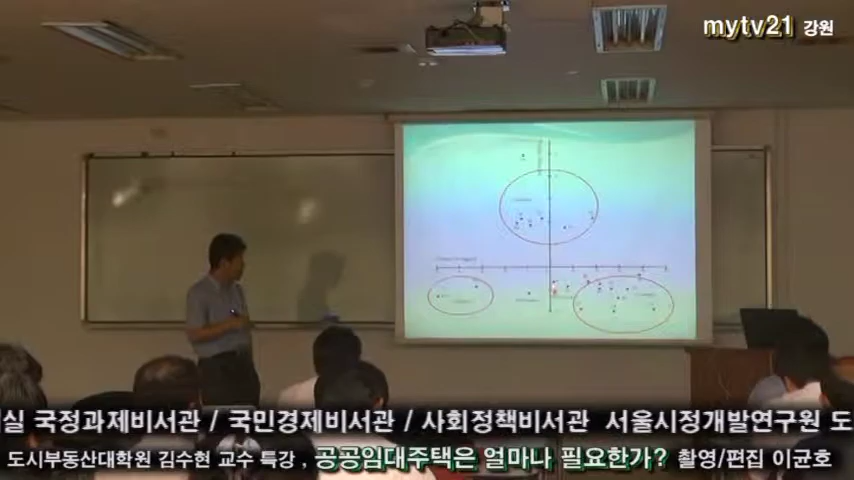 mytv21 강원
실 국정과제비서관 / 국민경제비서관 / 사회정책비서관 서울시정개발연구원 도
도시부동산대학원 김수현 교수 특강 , 공공임대주택은 얼마나 필요한가? 촬영/편집 이균호